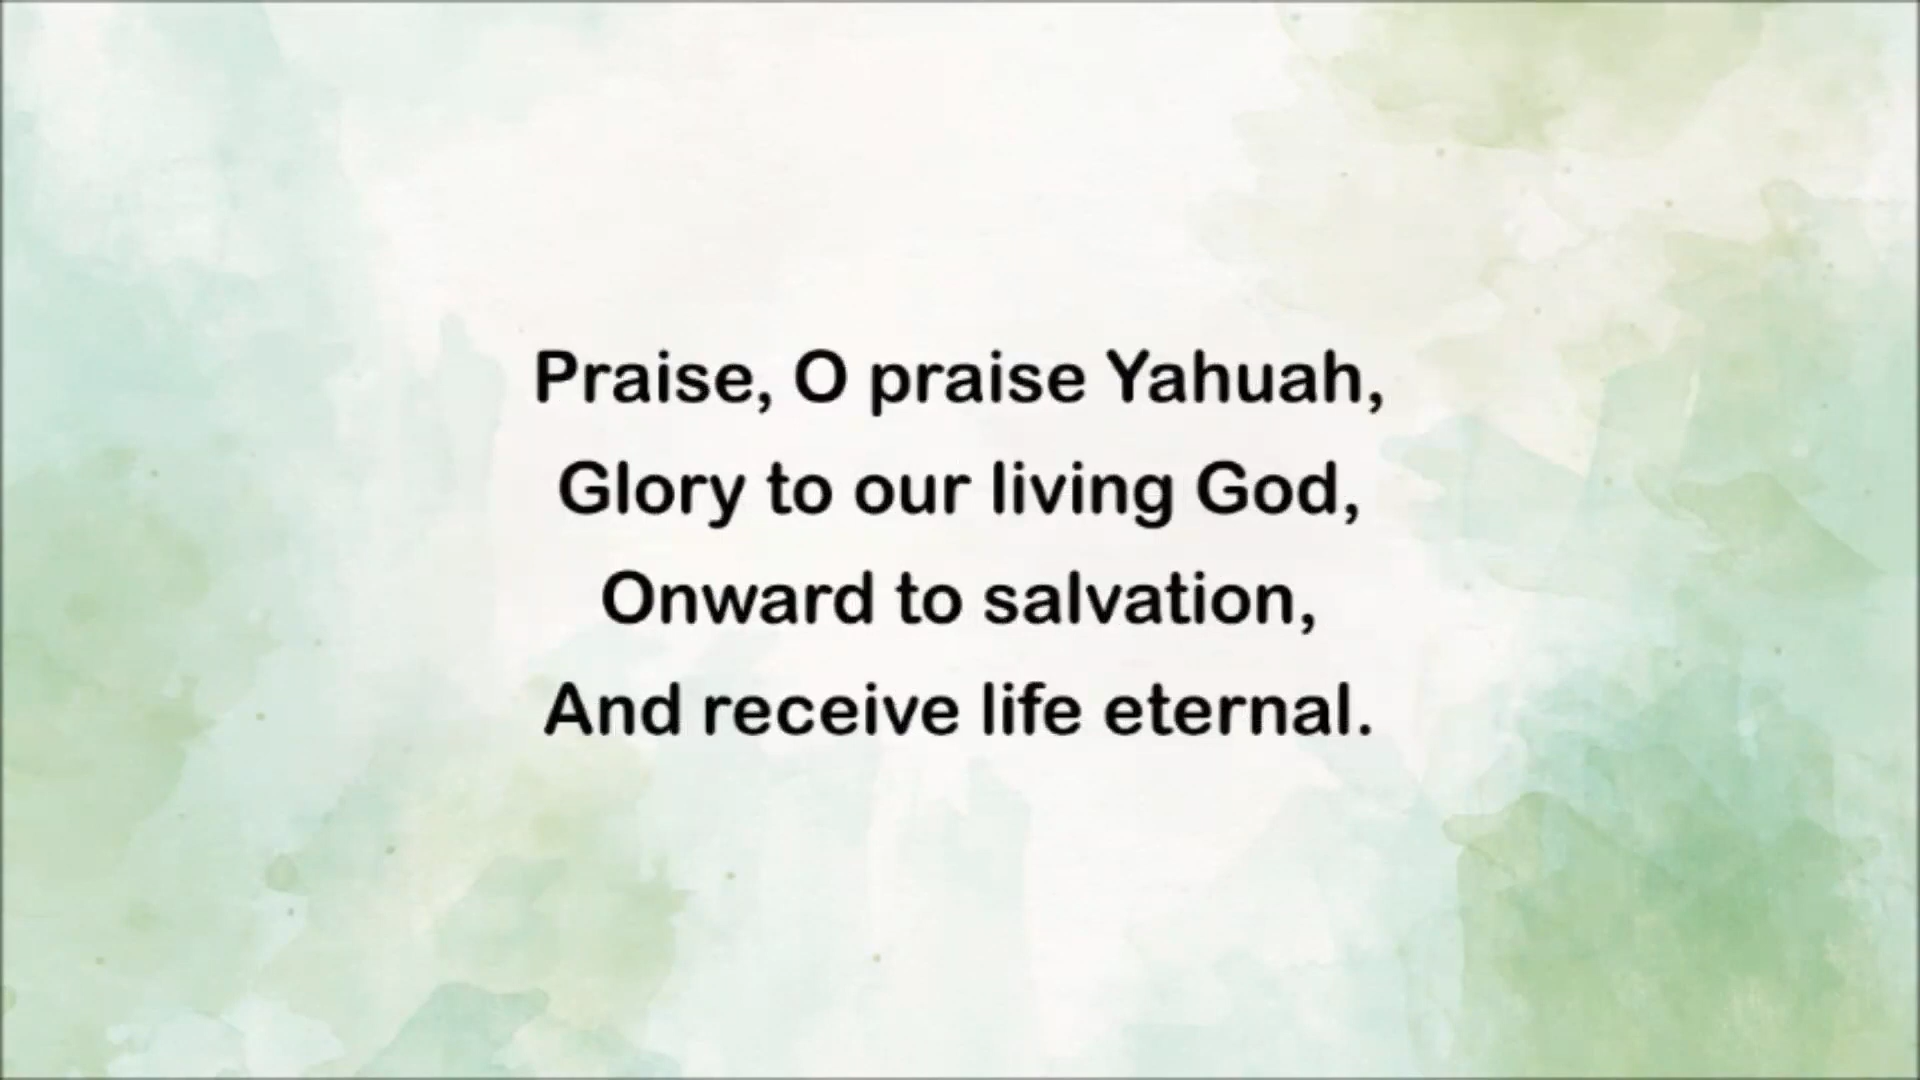 Praise, O praise Yahuah,
Glory to our living God,
Onward to salvation,
And receive life eternal.